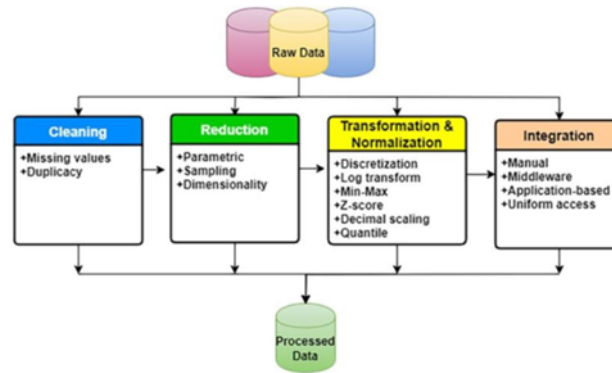 Raw Data
Cleaning
+Missing values
+Duplicacy
Reduction
+Parametric
+Sampling
+Dimensionality
Transformation &
Normalization
+Discretization
+Log transform
+Min-Max
+Z-score
+Decimal scaling
+Quantile
Integration
+Manual
+Middleware
+Application-based
+Uniform access
Processed
Data